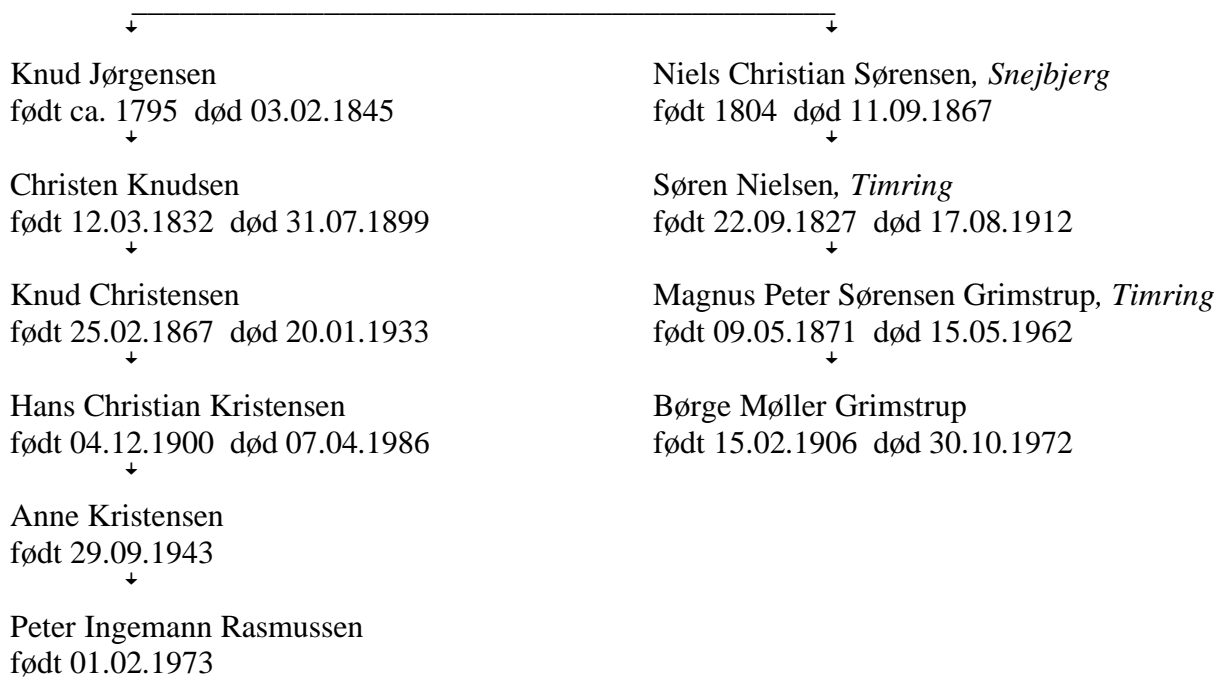 Knud Jørgensen
født ca. 1795  død 03.02.1845
Christen Knudsen
født 12.03.1832  død 31.07.1899
Knud Christensen
født 25.02.1867  død 20.01.1933
Hans Christian Kristensen
født 04.12.1900  død 07.04.1986
Anne Kristensen
født 29.09.1943
Peter Ingemann Rasmussen
født 01.02.1973
Niels Christian Sørensen, Snejbjerg
født 1804  død 11.09.1867
Søren Nielsen, Timring
født 22.09.1827  død 17.08.1912
Magnus Peter Sørensen Grimstrup, Timring
født 09.05.1871  død 15.05.1962
Børge Møller Grimstrup
født 15.02.1906  død 30.10.1972